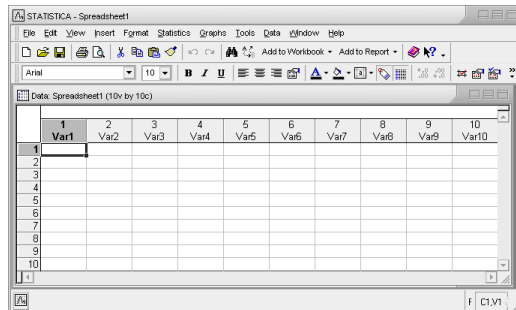 STATISTICA - Spreadsheet1
File Edit View Insert Format Statistics Graphs Tools Data Window Help
Add to Workbook Add to Report
Arial 10 B I U
Data: Spreadsheet1 (10v by 10c)
1 2 3 4 5 6 7 8 9 10
Var1 Var2 Var3 Var4 Var5 Var6 Var7 Var8 Var9 Var10
1
2
3
4
5
6
7
8
9
10
F C1,V1